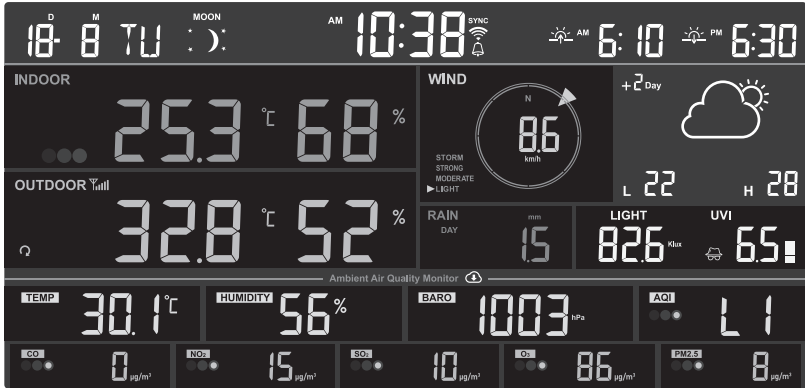 D M MOON AM SYNC AM PM
18- 8 TU 10:38 6:10 6:30
INDOOR
25.3 °C 68 %
OUTDOOR
32.8 °C 52 %
WIND
N
8.6
km/h
STORM
STRONG
MODERATE
LIGHT
+2 Day
L 22 H 28
RAIN mm
DAY
1.5
LIGHT UVI
82.6 Klux 6.5
Ambient Air Quality Monitor
TEMP 30.1 °C HUMIDITY 56 % BARO 1003 hPa AQI L 1
CO 0 µg/m³ NO₂ 15 µg/m³ SO₂ 10 µg/m³ O₃ 86 µg/m³ PM2.5 8 µg/m³